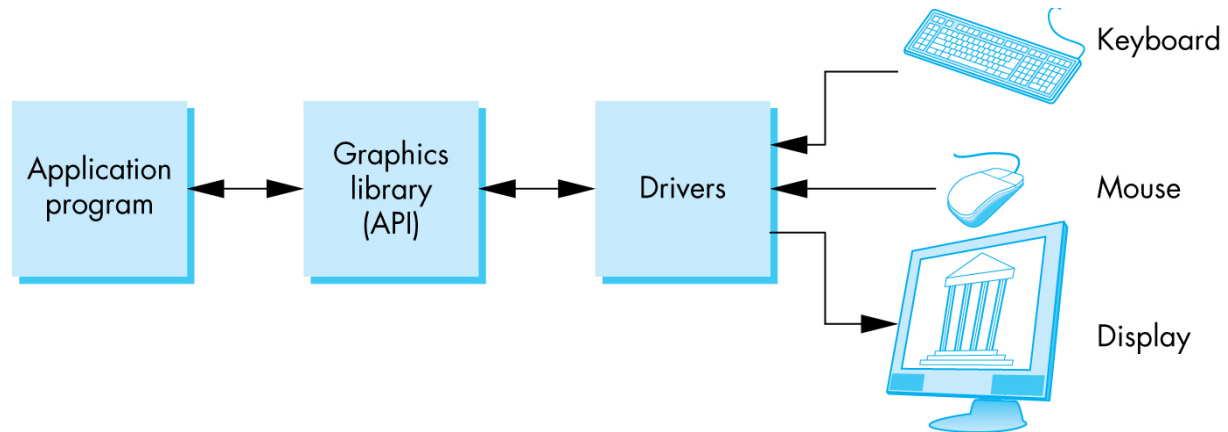 Application
program
Graphics
library
(API)
Drivers
Keyboard
Mouse
Display